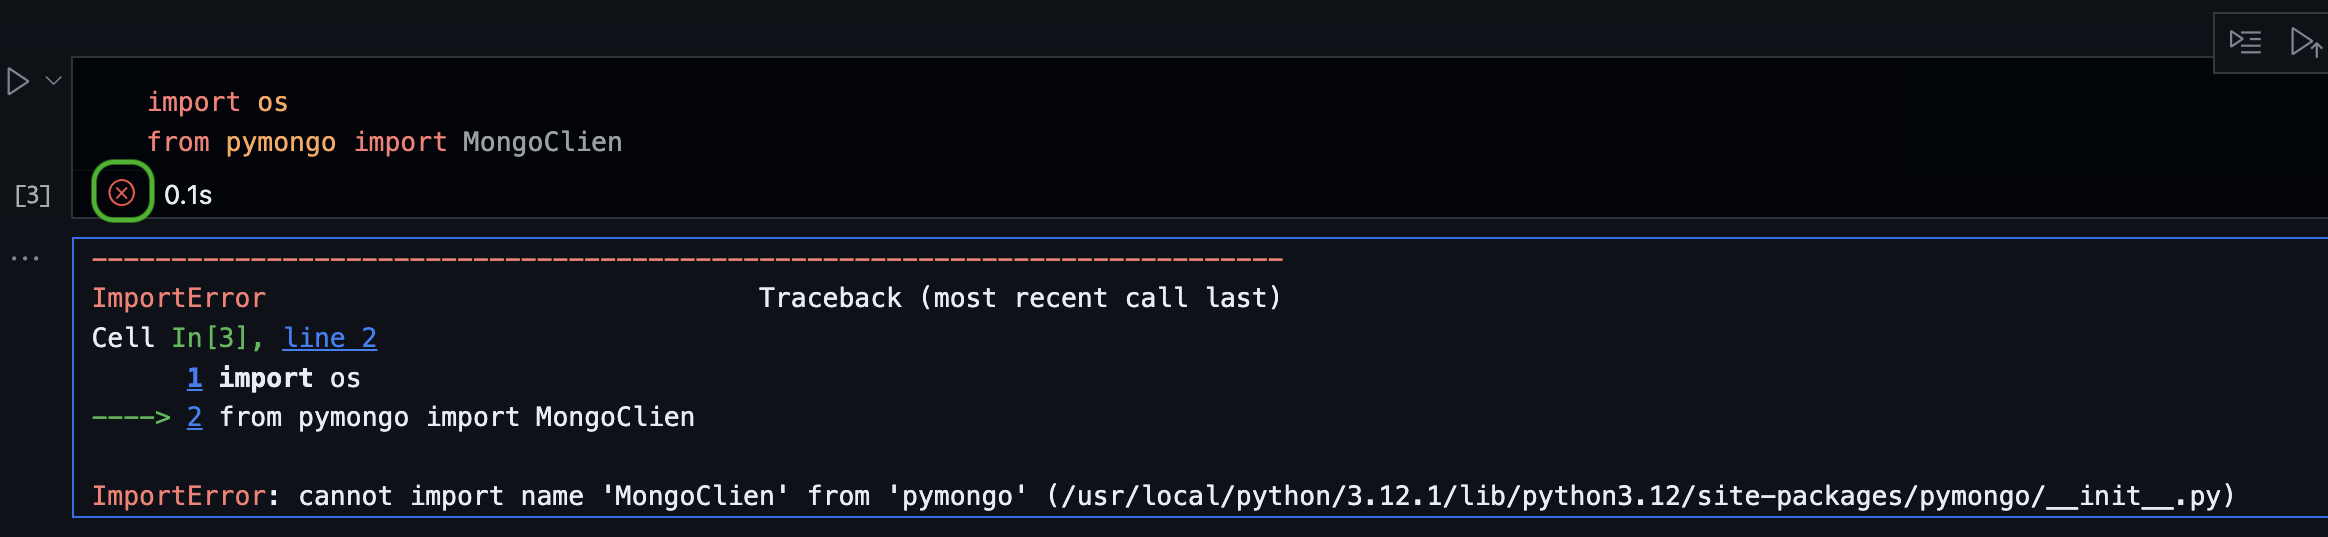 import os
from pymongo import MongoClien
[3]
0.1s
...
---------------------------------------------------------------------------
ImportError Traceback (most recent call last)
Cell In[3], line 2
1 import os
----> 2 from pymongo import MongoClien
ImportError: cannot import name 'MongoClien' from 'pymongo' (/usr/local/python/3.12.1/lib/python3.12/site-packages/pymongo/__init__.py)